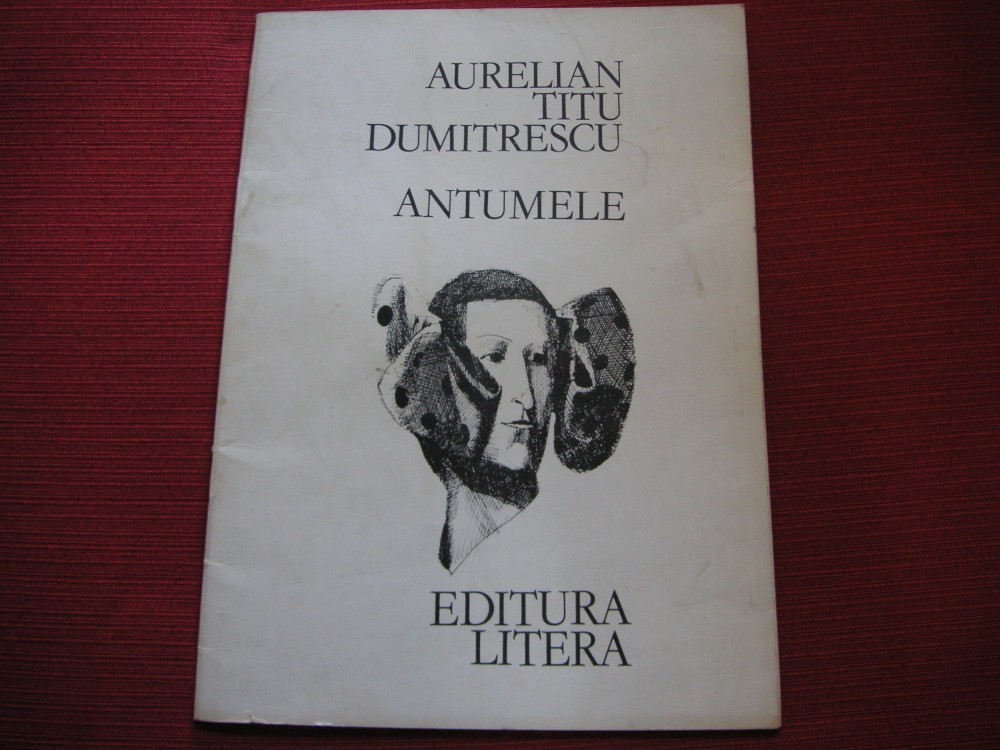 AURELIAN
TITU
DUMITRESCU
ANTUMELE
EDITURA
LITERA